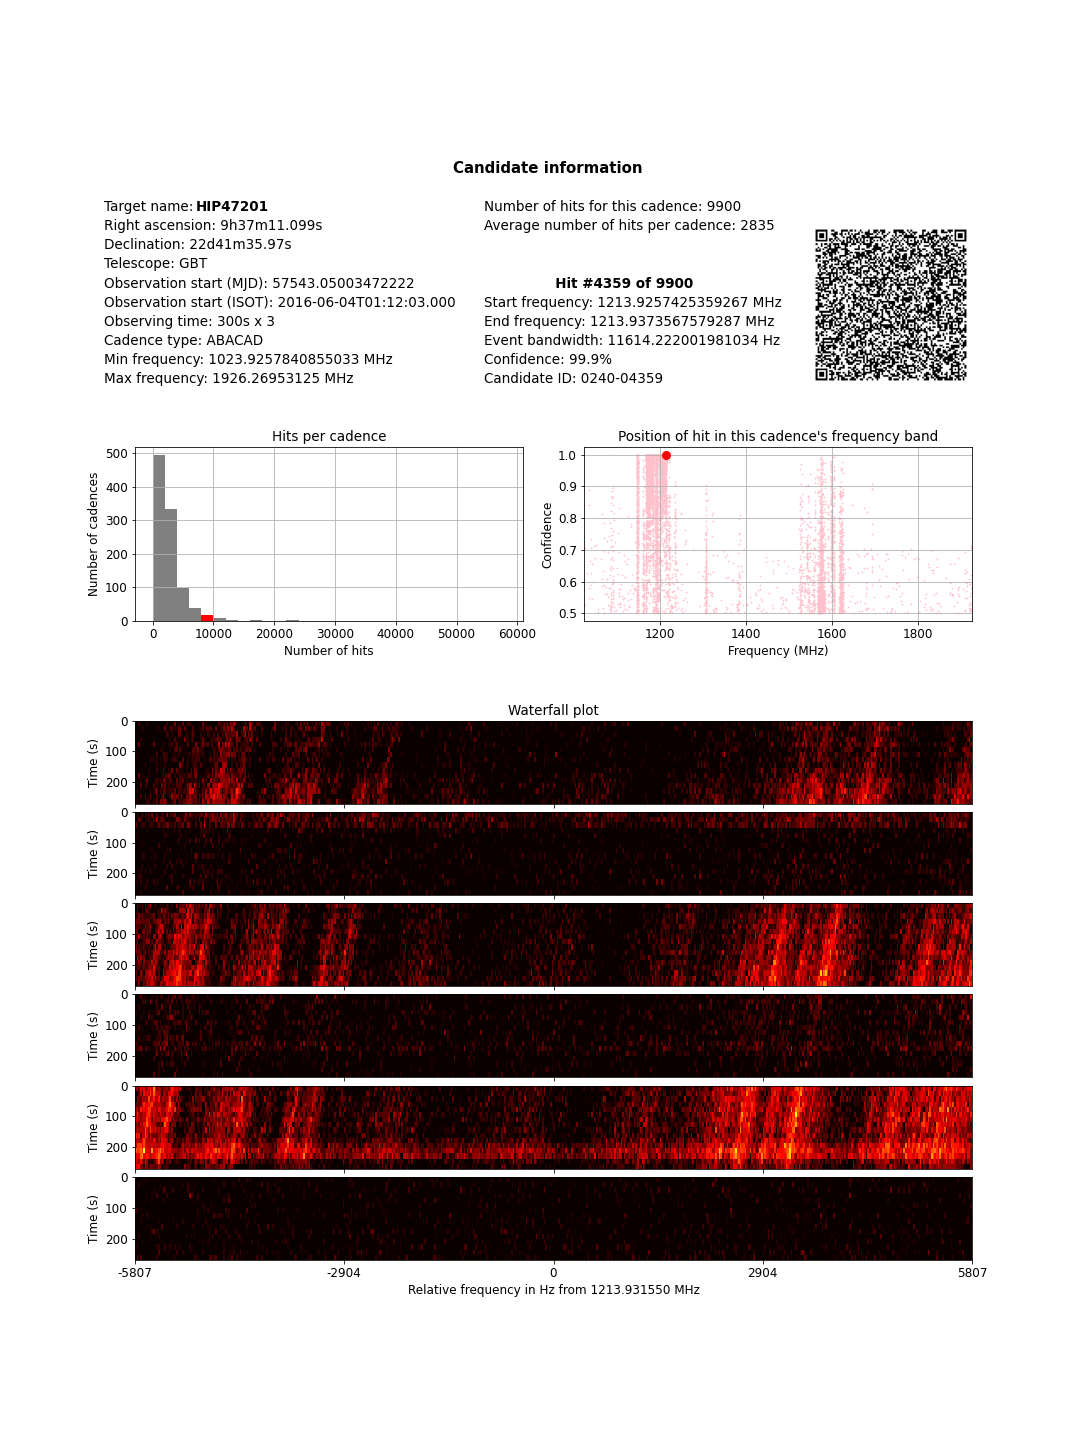 Candidate information
Target name: HIP47201
Right ascension: 9h37m11.099s
Declination: 22d41m35.97s
Telescope: GBT
Observation start (MJD): 57543.05003472222
Observation start (ISOT): 2016-06-04T01:12:03.000
Observing time: 300s x 3
Cadence type: ABACAD
Min frequency: 1023.9257840855033 MHz
Max frequency: 1926.26953125 MHz
Number of hits for this cadence: 9900
Average number of hits per cadence: 2835
Hit #4359 of 9900
Start frequency: 1213.9257425359267 MHz
End frequency: 1213.9373567579287 MHz
Event bandwidth: 11614.222001981034 Hz
Confidence: 99.9%
Candidate ID: 0240-04359
Hits per cadence
500
400
300
200
100
0
Number of cadences
0 10000 20000 30000 40000 50000 60000
Number of hits
Position of hit in this cadence's frequency band
1.0
0.9
0.8
0.7
0.6
0.5
Confidence
1200 1400 1600 1800
Frequency (MHz)
Waterfall plot
0
100
200
Time (s)
0
100
200
Time (s)
0
100
200
Time (s)
0
100
200
Time (s)
0
100
200
Time (s)
0
100
200
Time (s)
-5807 -2904 0 2904 5807
Relative frequency in Hz from 1213.931550 MHz